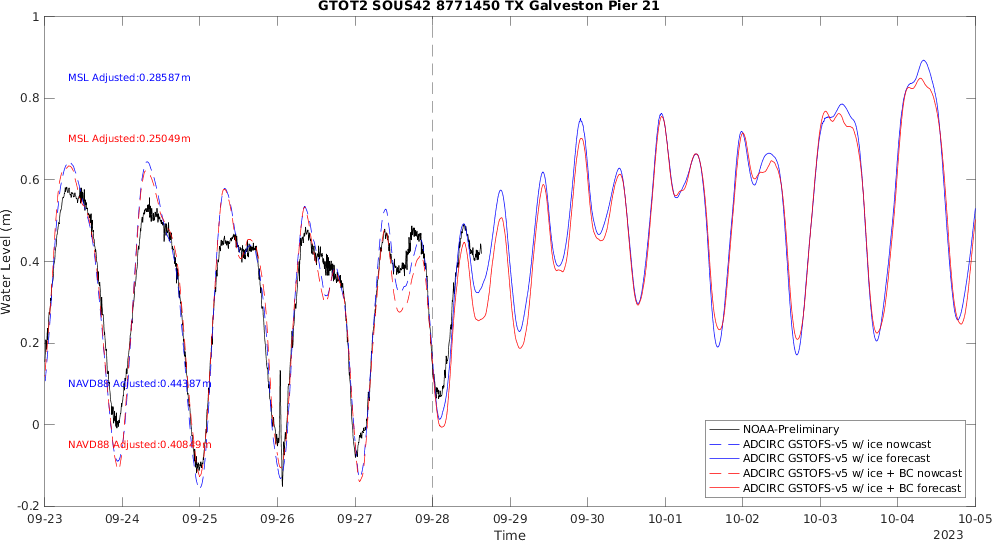 GTOT2 SOUS42 8771450 TX Galveston Pier 21
1
0.8
0.6
0.4
0.2
0
-0.2
Water Level (m)
MSL Adjusted:0.28587m
MSL Adjusted:0.25049m
NAVD88 Adjusted:0.44387m
NAVD88 Adjusted:0.40849m
NOAA-Preliminary
ADCIRC GSTOFS-v5 w/ ice nowcast
ADCIRC GSTOFS-v5 w/ ice forecast
ADCIRC GSTOFS-v5 w/ ice + BC nowcast
ADCIRC GSTOFS-v5 w/ ice + BC forecast
09-23 09-24 09-25 09-26 09-27 09-28 09-29 09-30 10-01 10-02 10-03 10-04 10-05
Time
2023